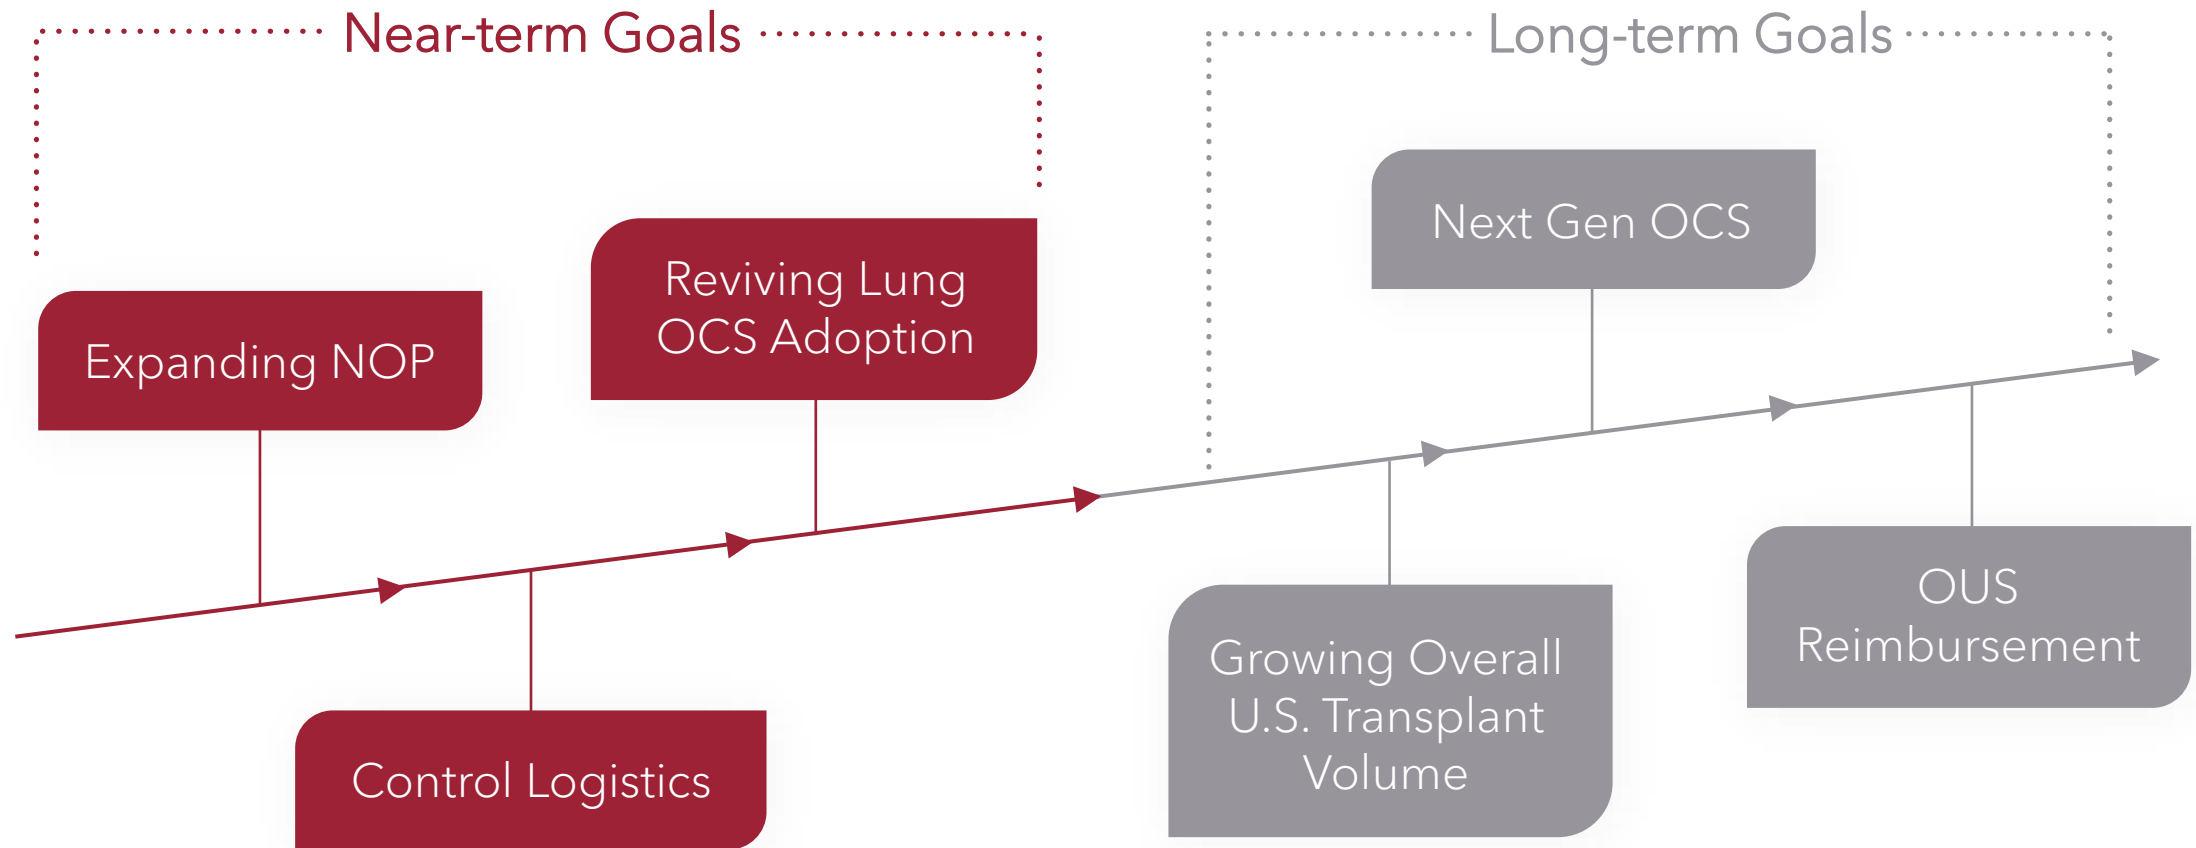 Near-term Goals
Long-term Goals
Expanding NOP
Control Logistics
Reviving Lung
OCS Adoption
Growing Overall
U.S. Transplant
Volume
Next Gen OCS
OUS
Reimbursement